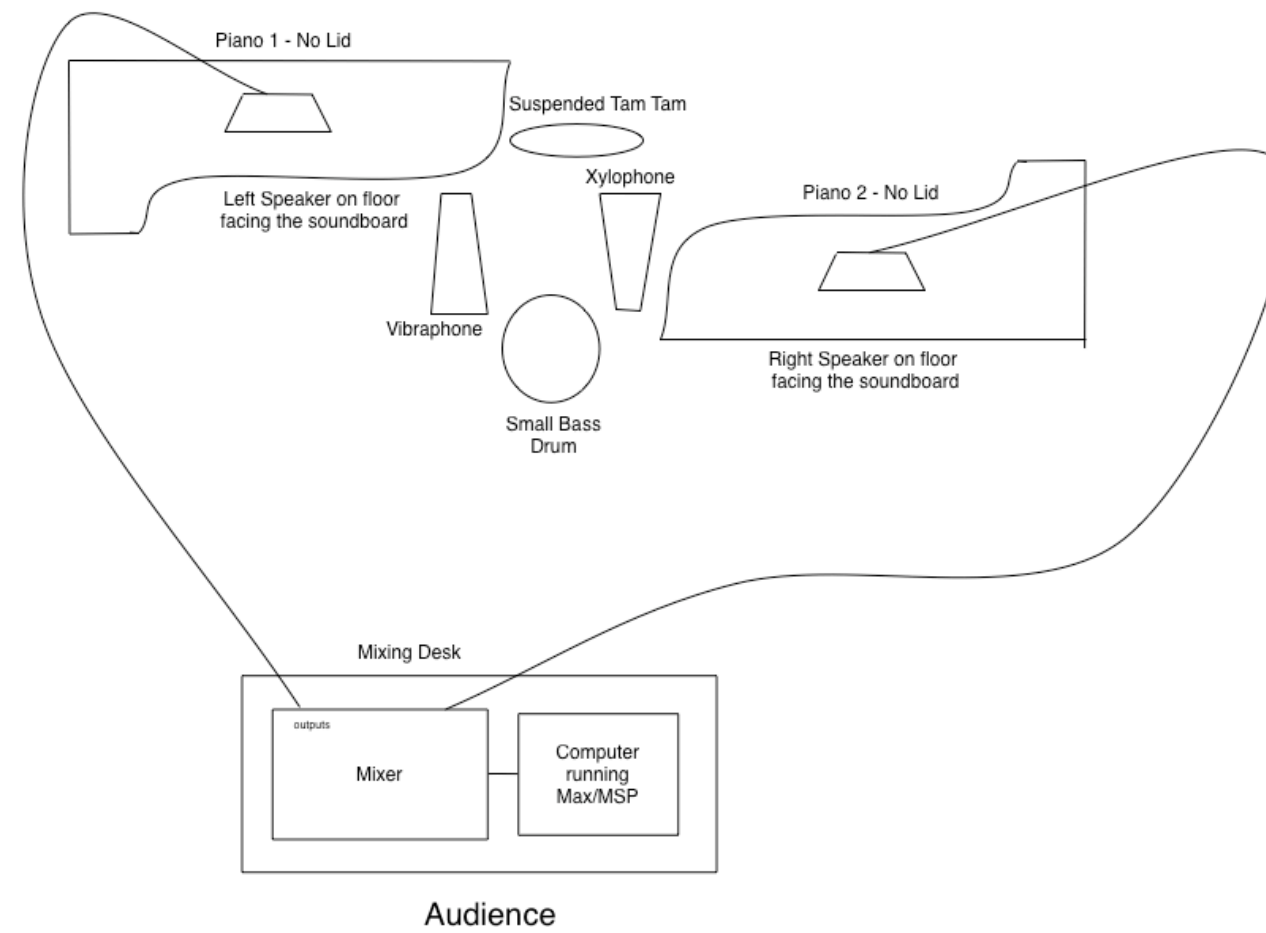 Piano 1 - No Lid
Suspended Tam Tam
Xylophone
Piano 2 - No Lid
Left Speaker on floor
facing the soundboard
Vibraphone
Right Speaker on floor
facing the soundboard
Small Bass
Drum
Mixing Desk
outputs
Mixer
Computer
running
Max/MSP
Audience